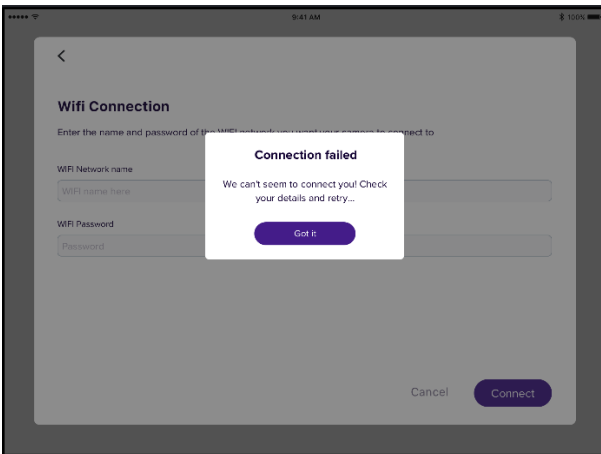 9:41 AM
100%
Wifi Connection
Enter the name and password of the WIFI network you want your camera to connect to
Connection failed
WIFI Network name
We can't seem to connect you! Check
WIFI name here
your details and retry...
WIFI Password
Got it
Password
Cancel
Connect